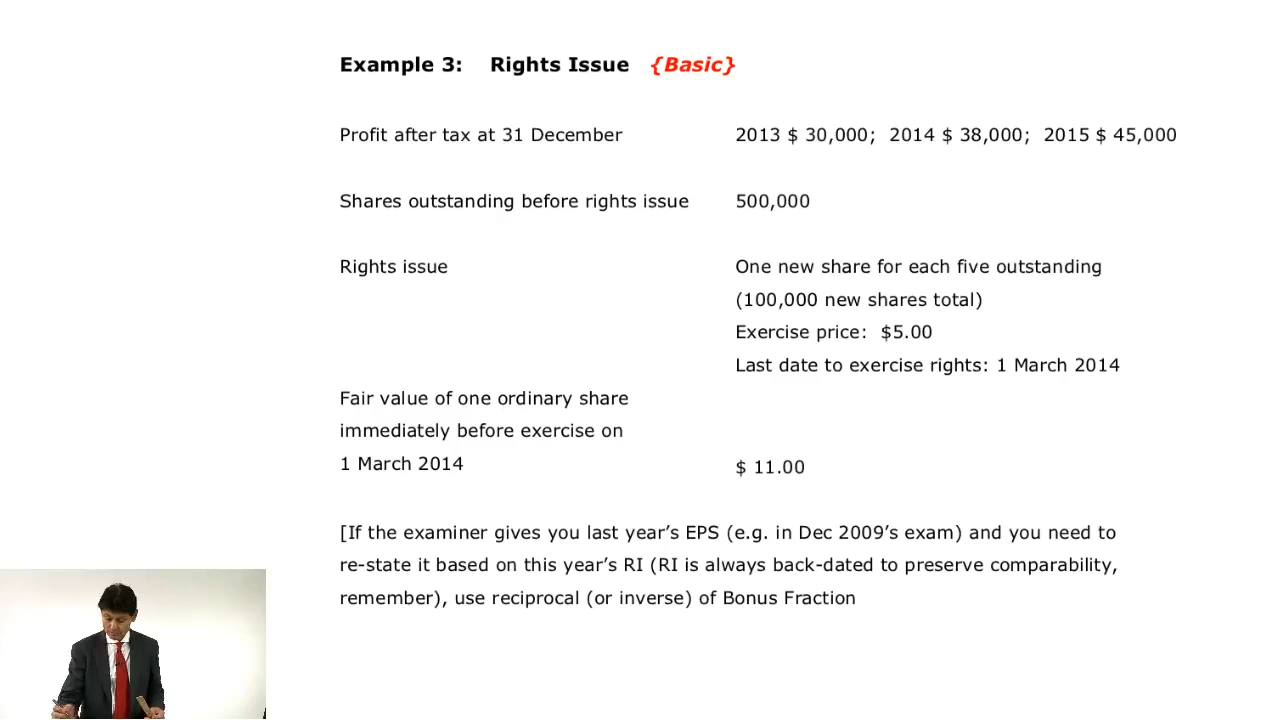 Example 3: Rights Issue {Basic}
Profit after tax at 31 December 2013 $ 30,000; 2014 $ 38,000; 2015 $ 45,000
Shares outstanding before rights issue 500,000
Rights issue One new share for each five outstanding
(100,000 new shares total)
Exercise price: $5.00
Last date to exercise rights: 1 March 2014
Fair value of one ordinary share
immediately before exercise on
1 March 2014 $ 11.00
[If the examiner gives you last year’s EPS (e.g. in Dec 2009’s exam) and you need to
re-state it based on this year’s RI (RI is always back-dated to preserve comparability,
remember), use reciprocal (or inverse) of Bonus Fraction